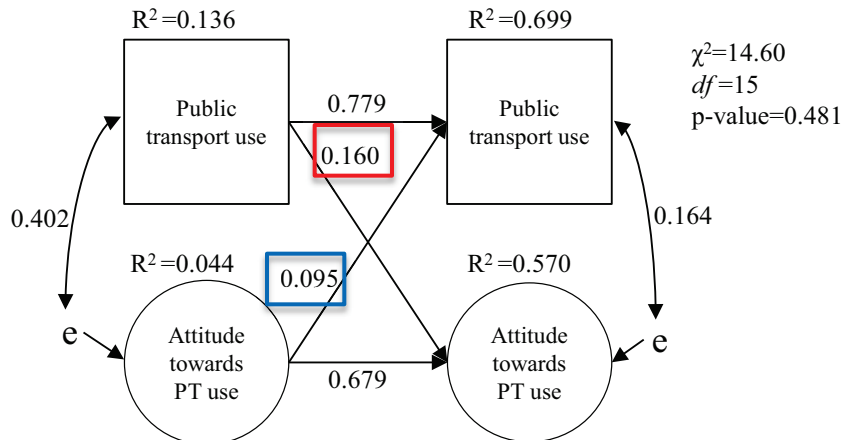 R²=0.136
R²=0.699
χ²=14.60
df=15
p-value=0.481
Public
transport use
0.779
Public
transport use
0.160
0.402
0.164
R²=0.044
R²=0.570
0.095
e
Attitude
towards
PT use
0.679
Attitude
towards
PT use
e